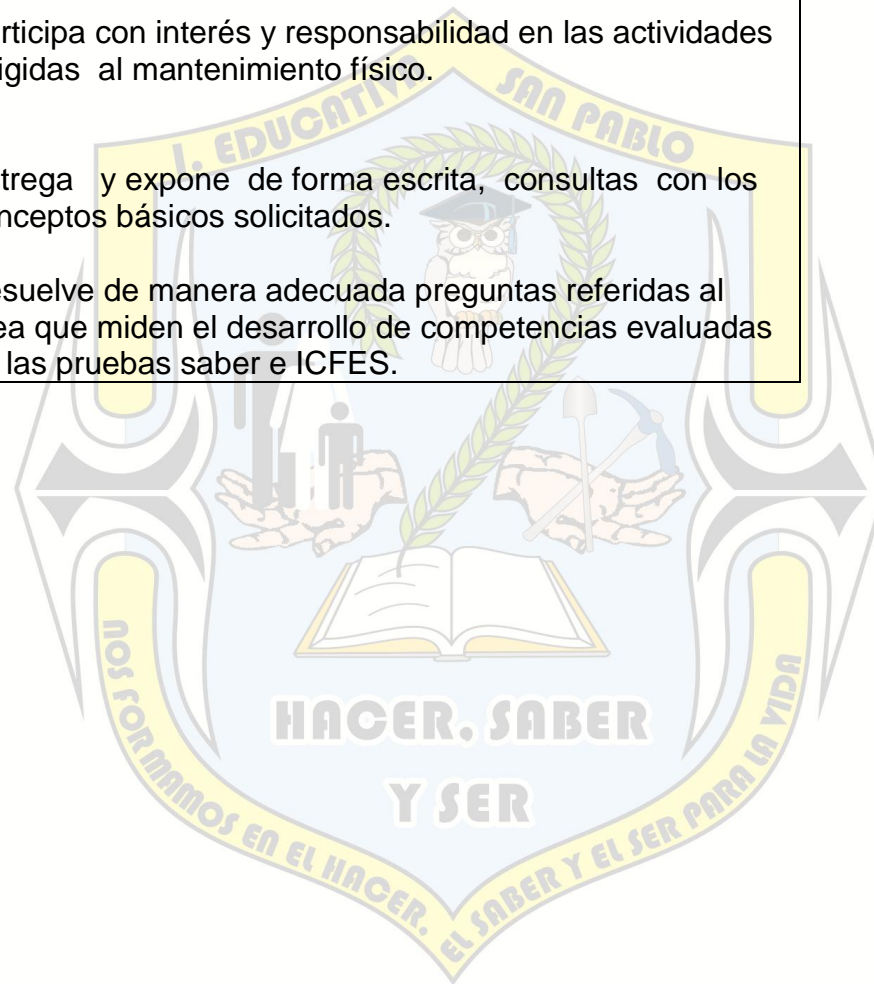 rticipa con interés y responsabilidad en las actividades
igidas al mantenimiento físico.
trega y expone de forma escrita, consultas con los
nceptos básicos solicitados.
esuelve de manera adecuada preguntas referidas al
ea que miden el desarrollo de competencias evaluadas
las pruebas saber e ICFES.
I. EDUCATIVA SAN PABLO
HACER, SABER
Y SER
NOS FORMAMOS EN EL HACER, EL SABER Y EL SER PARA LA VIDA